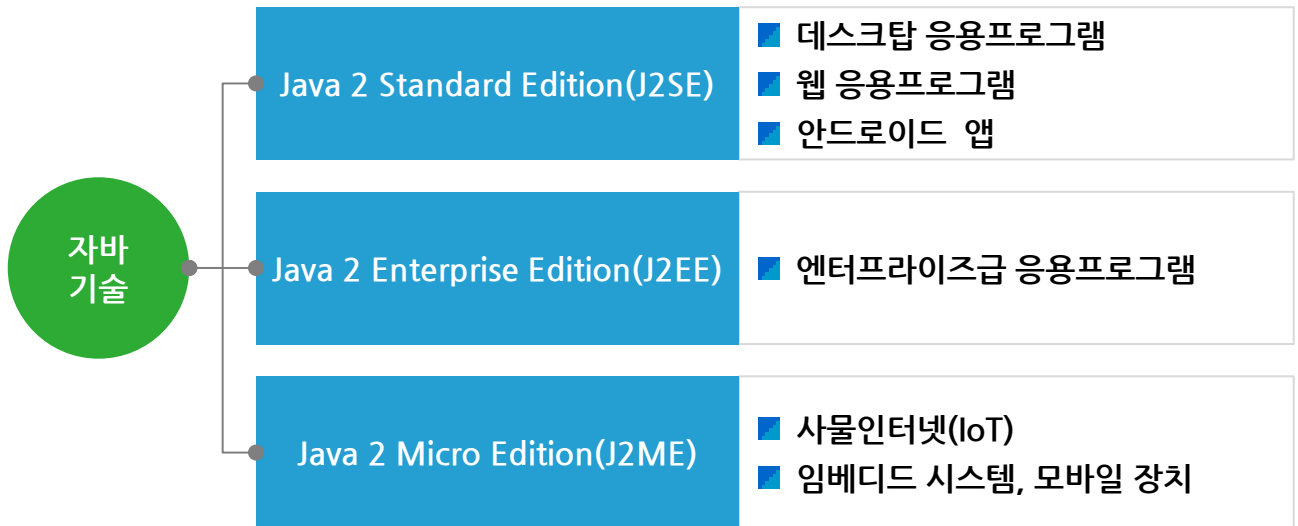 자바
기술
Java 2 Standard Edition(J2SE)
데스크탑 응용프로그램
웹 응용프로그램
안드로이드 앱
Java 2 Enterprise Edition(J2EE)
엔터프라이즈급 응용프로그램
Java 2 Micro Edition(J2ME)
사물인터넷(IoT)
임베디드 시스템, 모바일 장치